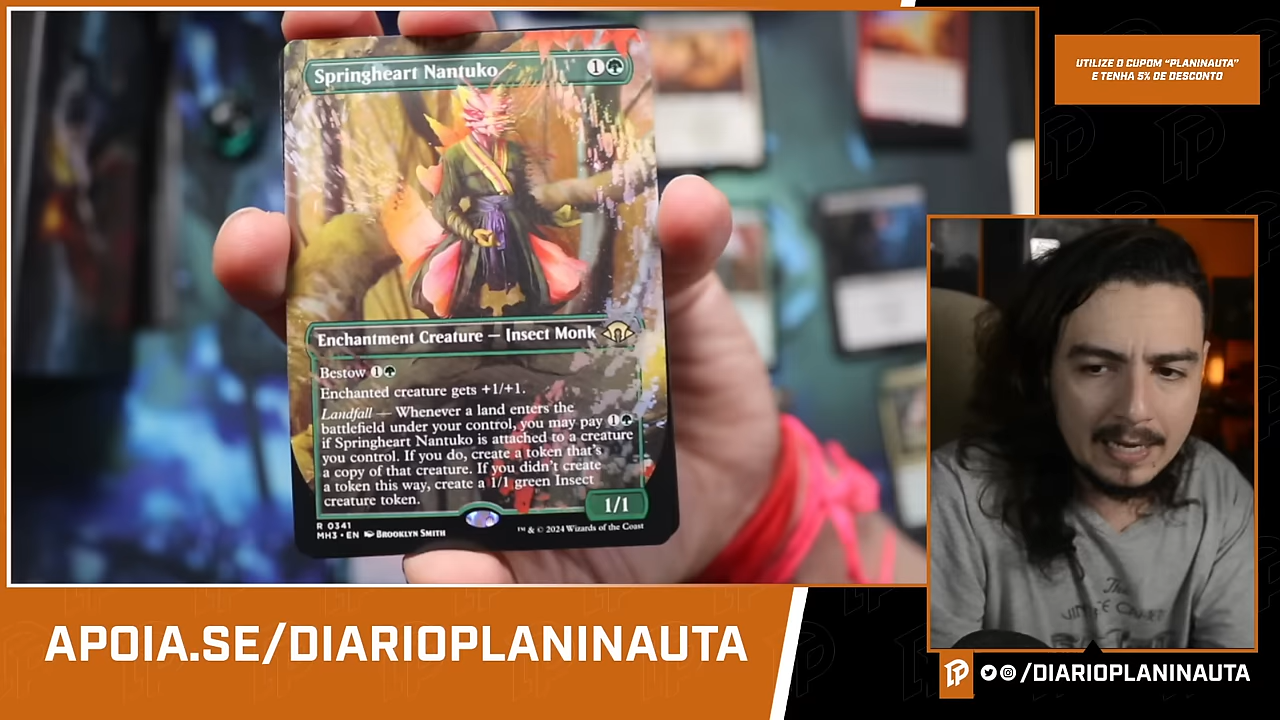 Springheart Nantuko 1
Enchantment Creature — Insect Monk
Bestow 1
Enchanted creature gets +1/+1.
Landfall — Whenever a land enters the
battlefield under your control, you may pay 1
if Springheart Nantuko is attached to a creature
you control. If you do, create a token that's
a copy of that creature. If you didn't create
a token this way, create a 1/1 green Insect
creature token.
1/1
R 0341
MH3 • EN BROOKLYN SMITH
™ & © 2024 Wizards of the Coast
UTILIZE O CUPOM "PLANINAUTA"
E TENHA 5% DE DESCONTO
APOIA.SE/DIARIOPLANINAUTA
/DIARIOPLANINAUTA